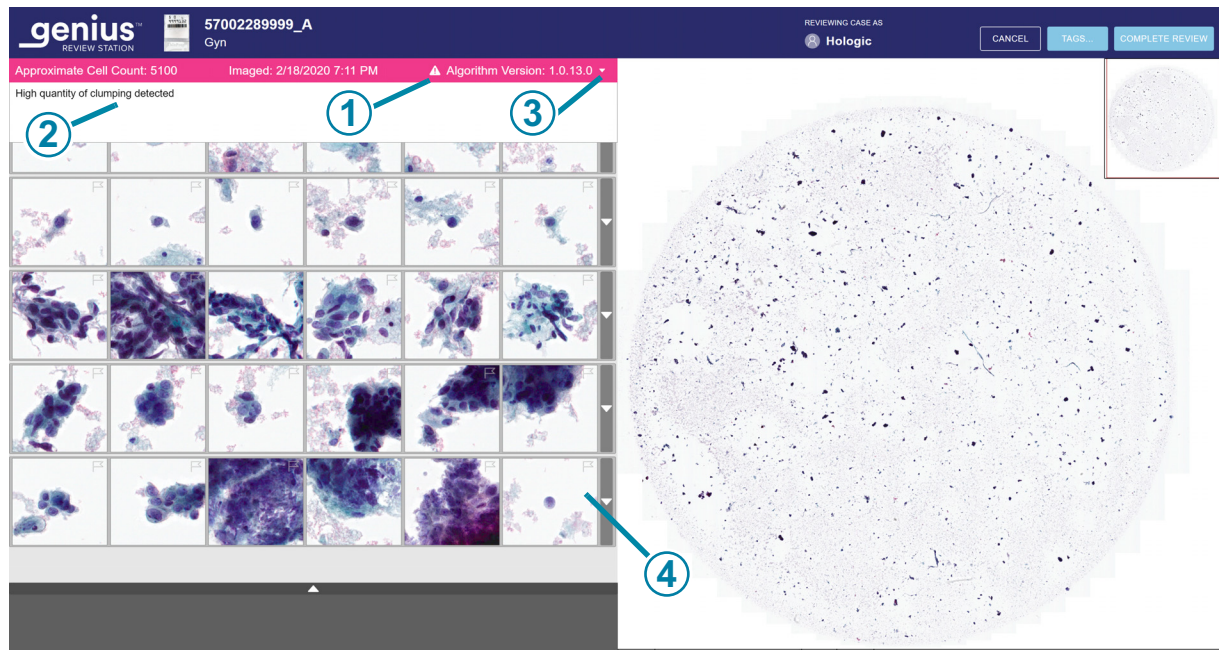 genius™
REVIEW STATION
57002289999_A
Gyn
REVIEWING CASE AS
Hologic
CANCEL
TAGS...
COMPLETE REVIEW
Approximate Cell Count: 5100
Imaged: 2/18/2020 7:11 PM
Algorithm Version: 1.0.13.0
High quantity of clumping detected
1
2
3
4